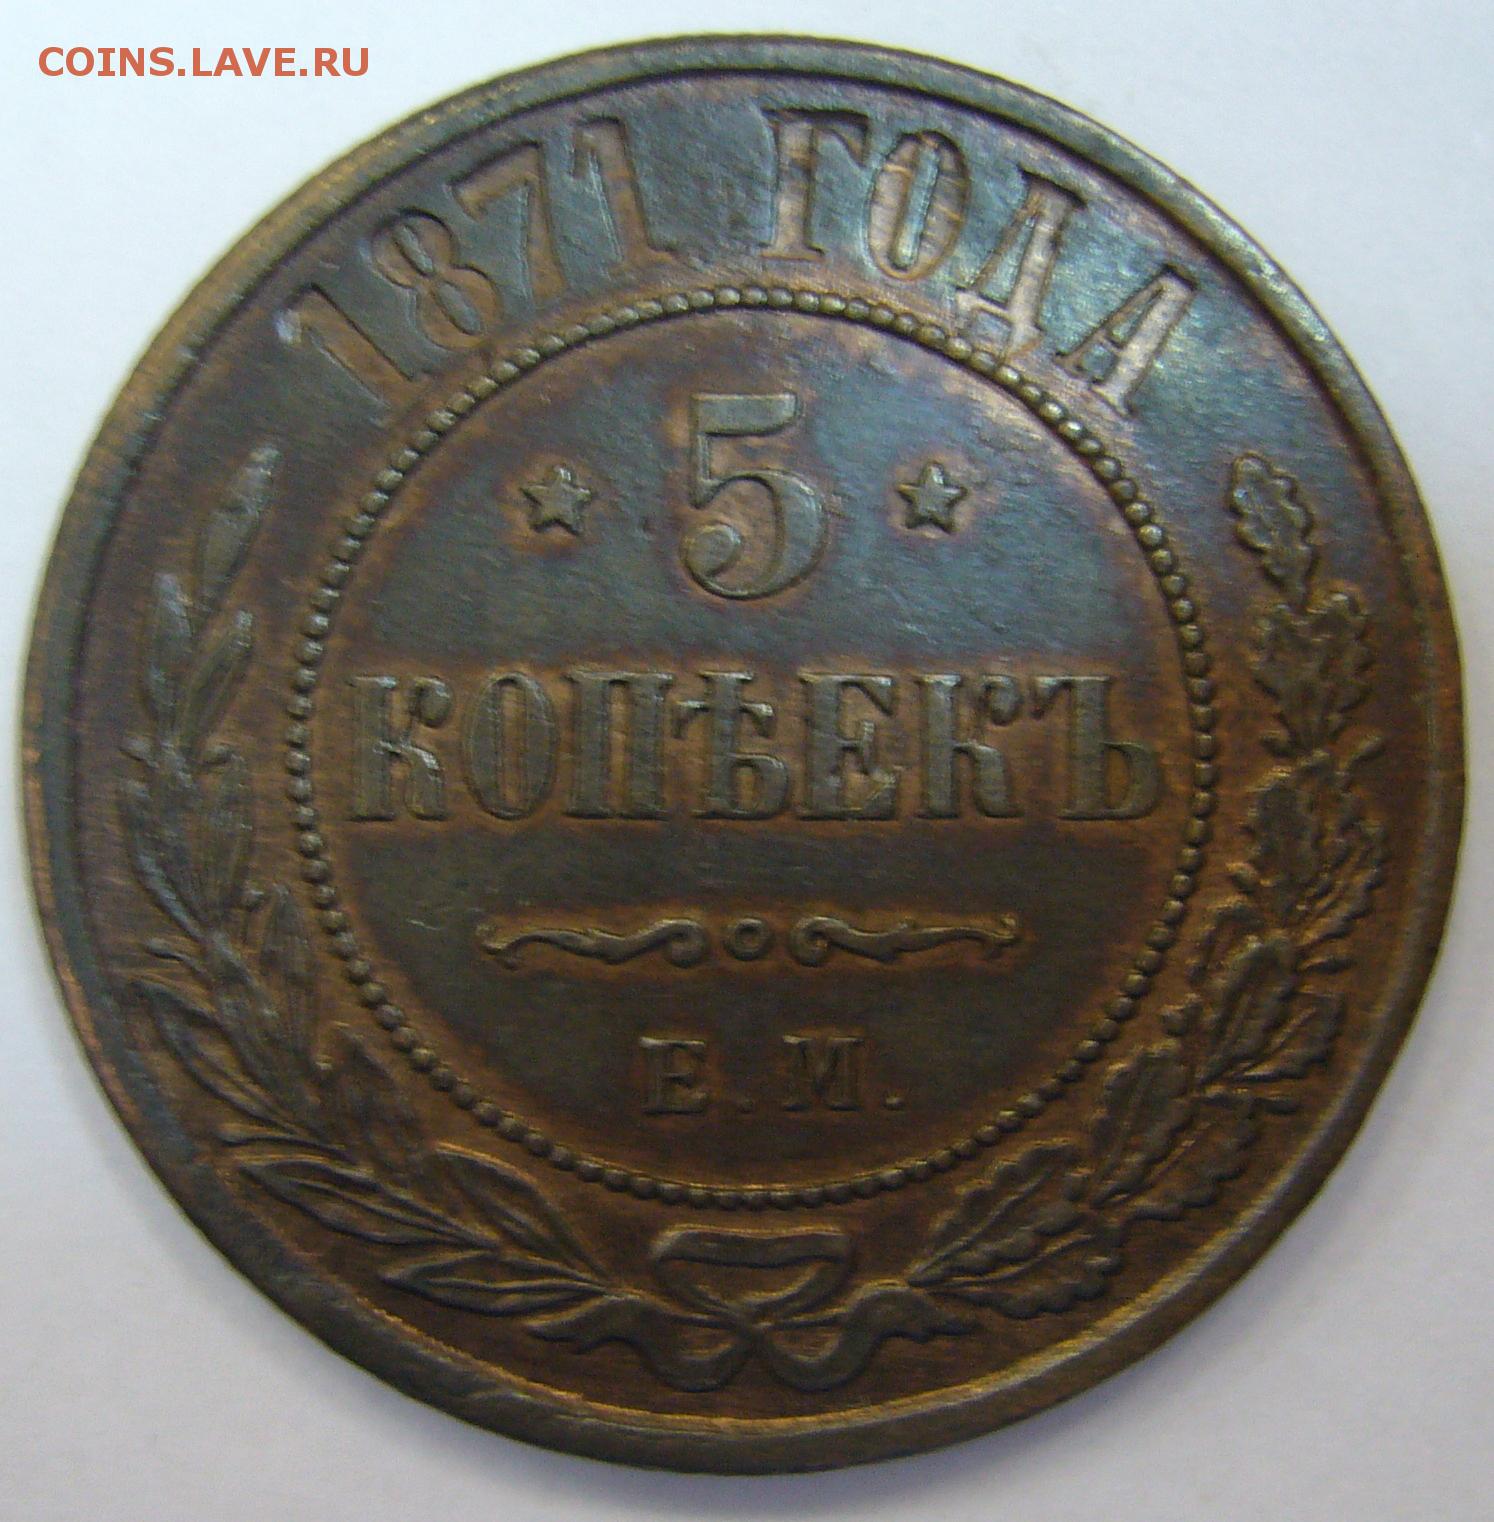 COINS.LAVE.RU
1871 ГОДА
5
КОПѢЕКЪ
Е.М.